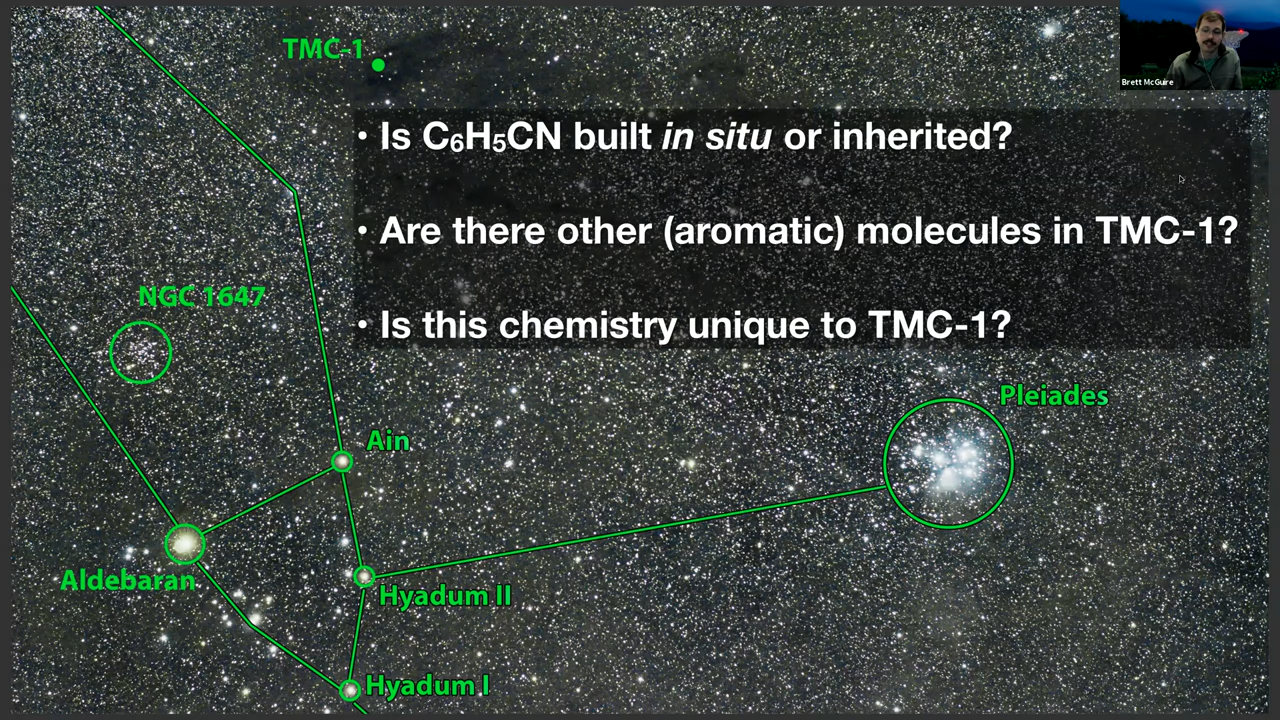 TMC-1
Brett McGuire
• Is C₆H₅CN built in situ or inherited?
• Are there other (aromatic) molecules in TMC-1?
NGC 1647
• Is this chemistry unique to TMC-1?
Pleiades
Ain
Aldebaran
Hyadum II
Hyadum I